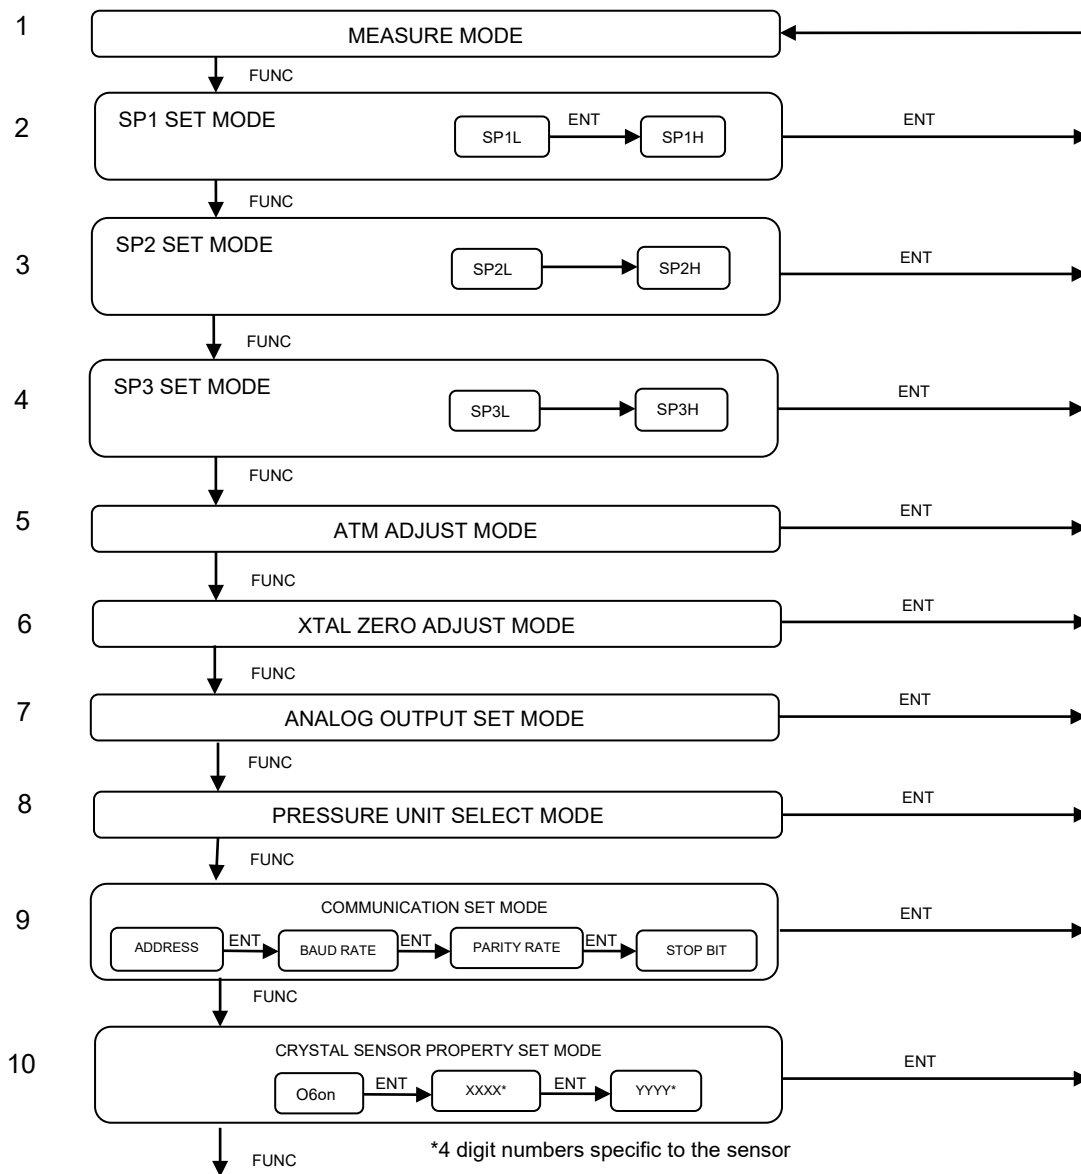 1
MEASURE MODE
FUNC
2
SP1 SET MODE
SP1L
ENT
SP1H
ENT
FUNC
3
SP2 SET MODE
SP2L
SP2H
ENT
FUNC
4
SP3 SET MODE
SP3L
SP3H
ENT
FUNC
5
ATM ADJUST MODE
ENT
FUNC
6
XTAL ZERO ADJUST MODE
ENT
FUNC
7
ANALOG OUTPUT SET MODE
ENT
FUNC
8
PRESSURE UNIT SELECT MODE
ENT
FUNC
9
COMMUNICATION SET MODE
ADDRESS
ENT
BAUD RATE
ENT
PARITY RATE
ENT
STOP BIT
ENT
FUNC
10
CRYSTAL SENSOR PROPERTY SET MODE
O6on
ENT
XXXX*
ENT
YYYY*
ENT
*4 digit numbers specific to the sensor
FUNC